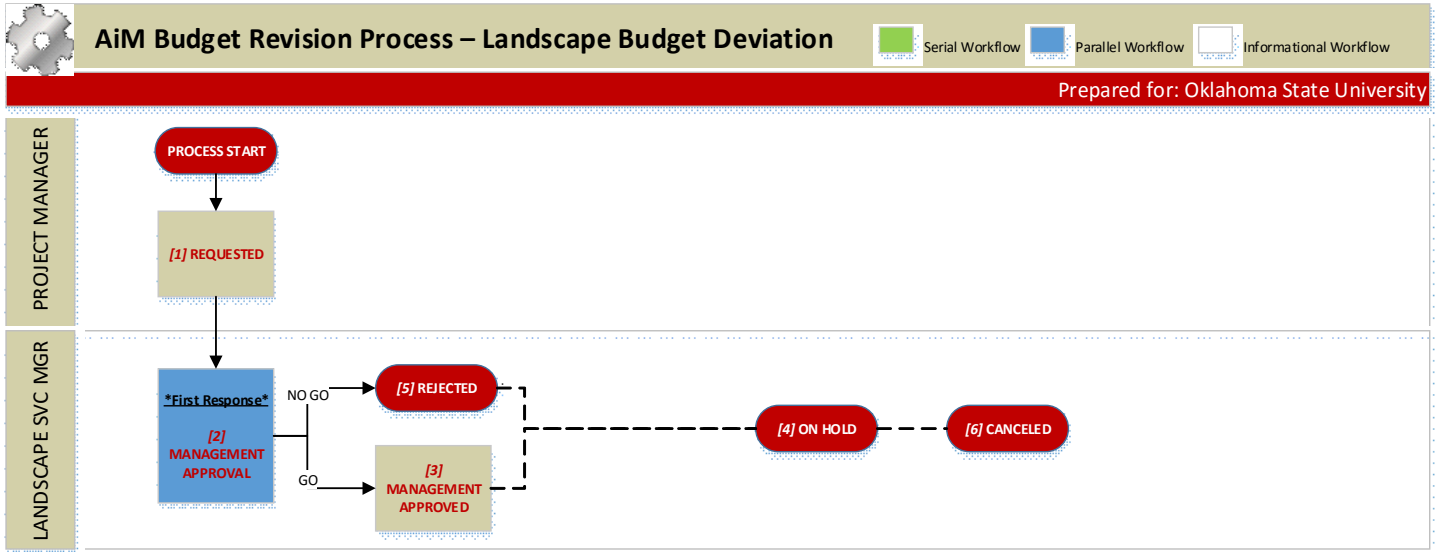 AiM Budget Revision Process – Landscape Budget Deviation
Serial Workflow
Parallel Workflow
Informational Workflow
Prepared for: Oklahoma State University
PROJECT MANAGER
PROCESS START
[1] REQUESTED
LANDSCAPE SVC MGR
*First Response*
[2]
MANAGEMENT
APPROVAL
NO GO
GO
[5] REJECTED
[3]
MANAGEMENT
APPROVED
[4] ON HOLD
[6] CANCELED